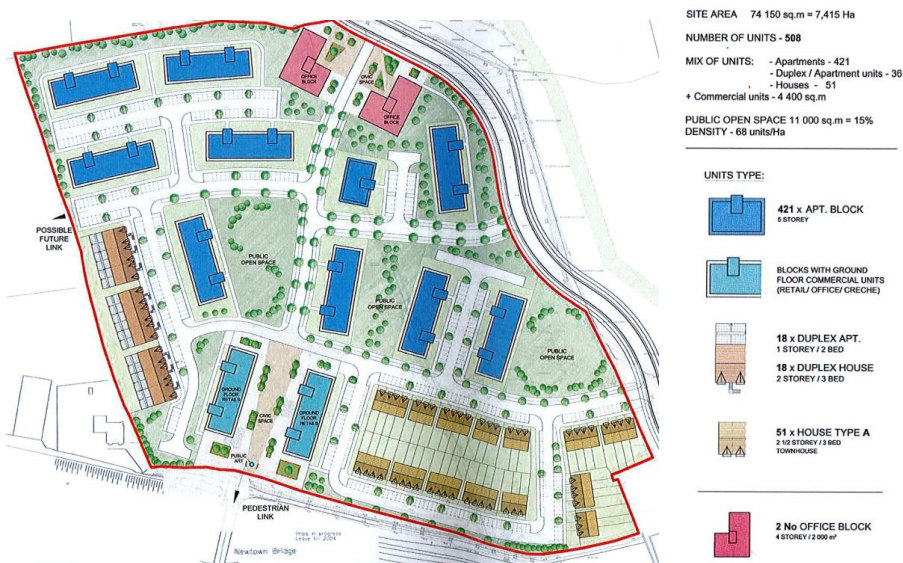 SITE AREA 74 150 sq.m = 7,415 Ha
NUMBER OF UNITS - 508
MIX OF UNITS: - Apartments - 421
- Duplex / Apartment units - 36
- Houses - 51
+ Commercial units - 4 400 sq.m
PUBLIC OPEN SPACE 11 000 sq.m = 15%
DENSITY - 68 units/Ha
UNITS TYPE:
421 x APT. BLOCK
5 STOREY
BLOCKS WITH GROUND
FLOOR COMMERCIAL UNITS
(RETAIL/ OFFICE/ CRECHE)
18 x DUPLEX APT.
1 STOREY / 2 BED
18 x DUPLEX HOUSE
2 STOREY / 3 BED
51 x HOUSE TYPE A
2 1/2 STOREY / 3 BED
TOWNHOUSE
2 No OFFICE BLOCK
4 STOREY / 2 000 m²
OFFICE
BLOCK
CIVIC
SPACE
OFFICE
BLOCK
POSSIBLE
FUTURE
LINK
PUBLIC
OPEN SPACE
PUBLIC
OPEN SPACE
PUBLIC
OPEN SPACE
GROUND
FLOOR
RETAILS
CIVIC
SPACE
GROUND
FLOOR
RETAILS
PUBLIC
ART
PEDESTRIAN
LINK
Newtown Bridge